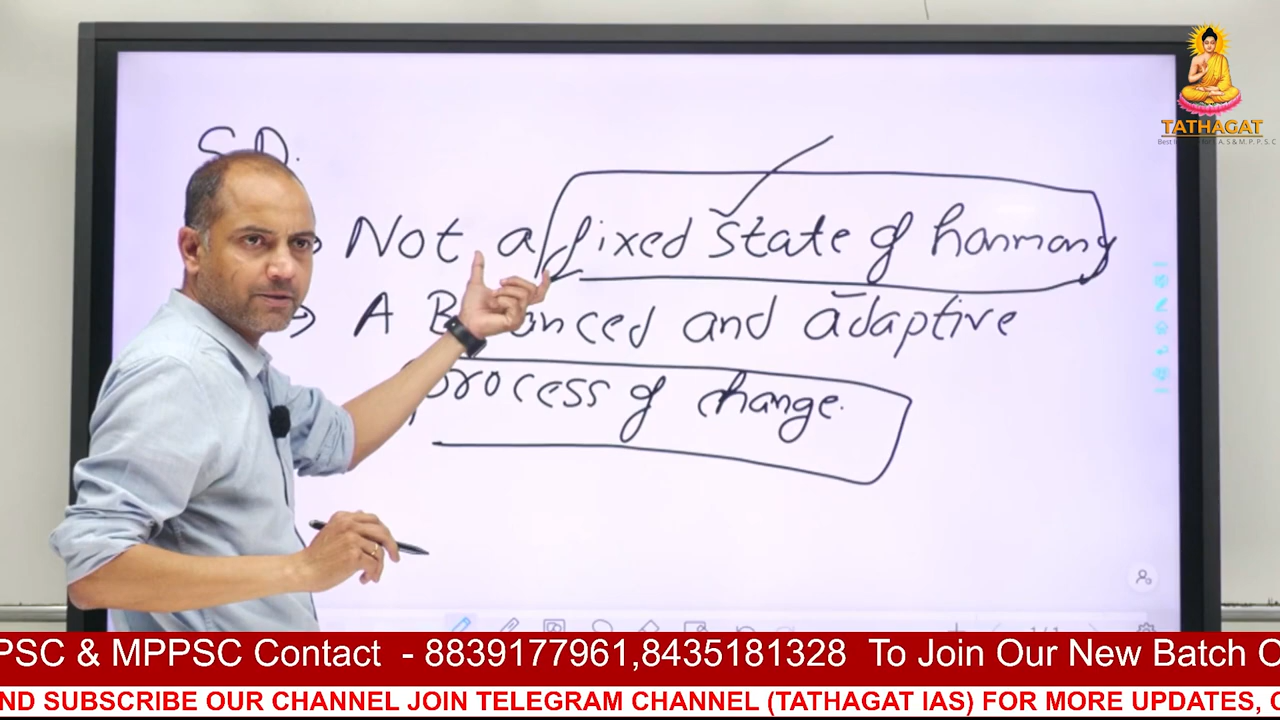 S.D.
TATHAGAT
Not a fixed state of harmony
A Balanced and adaptive
process of change.
PSC & MPPSC Contact - 8839177961,8435181328 To Join Our New Batch
ND SUBSCRIBE OUR CHANNEL JOIN TELEGRAM CHANNEL (TATHAGAT IAS) FOR MORE UPDATES,